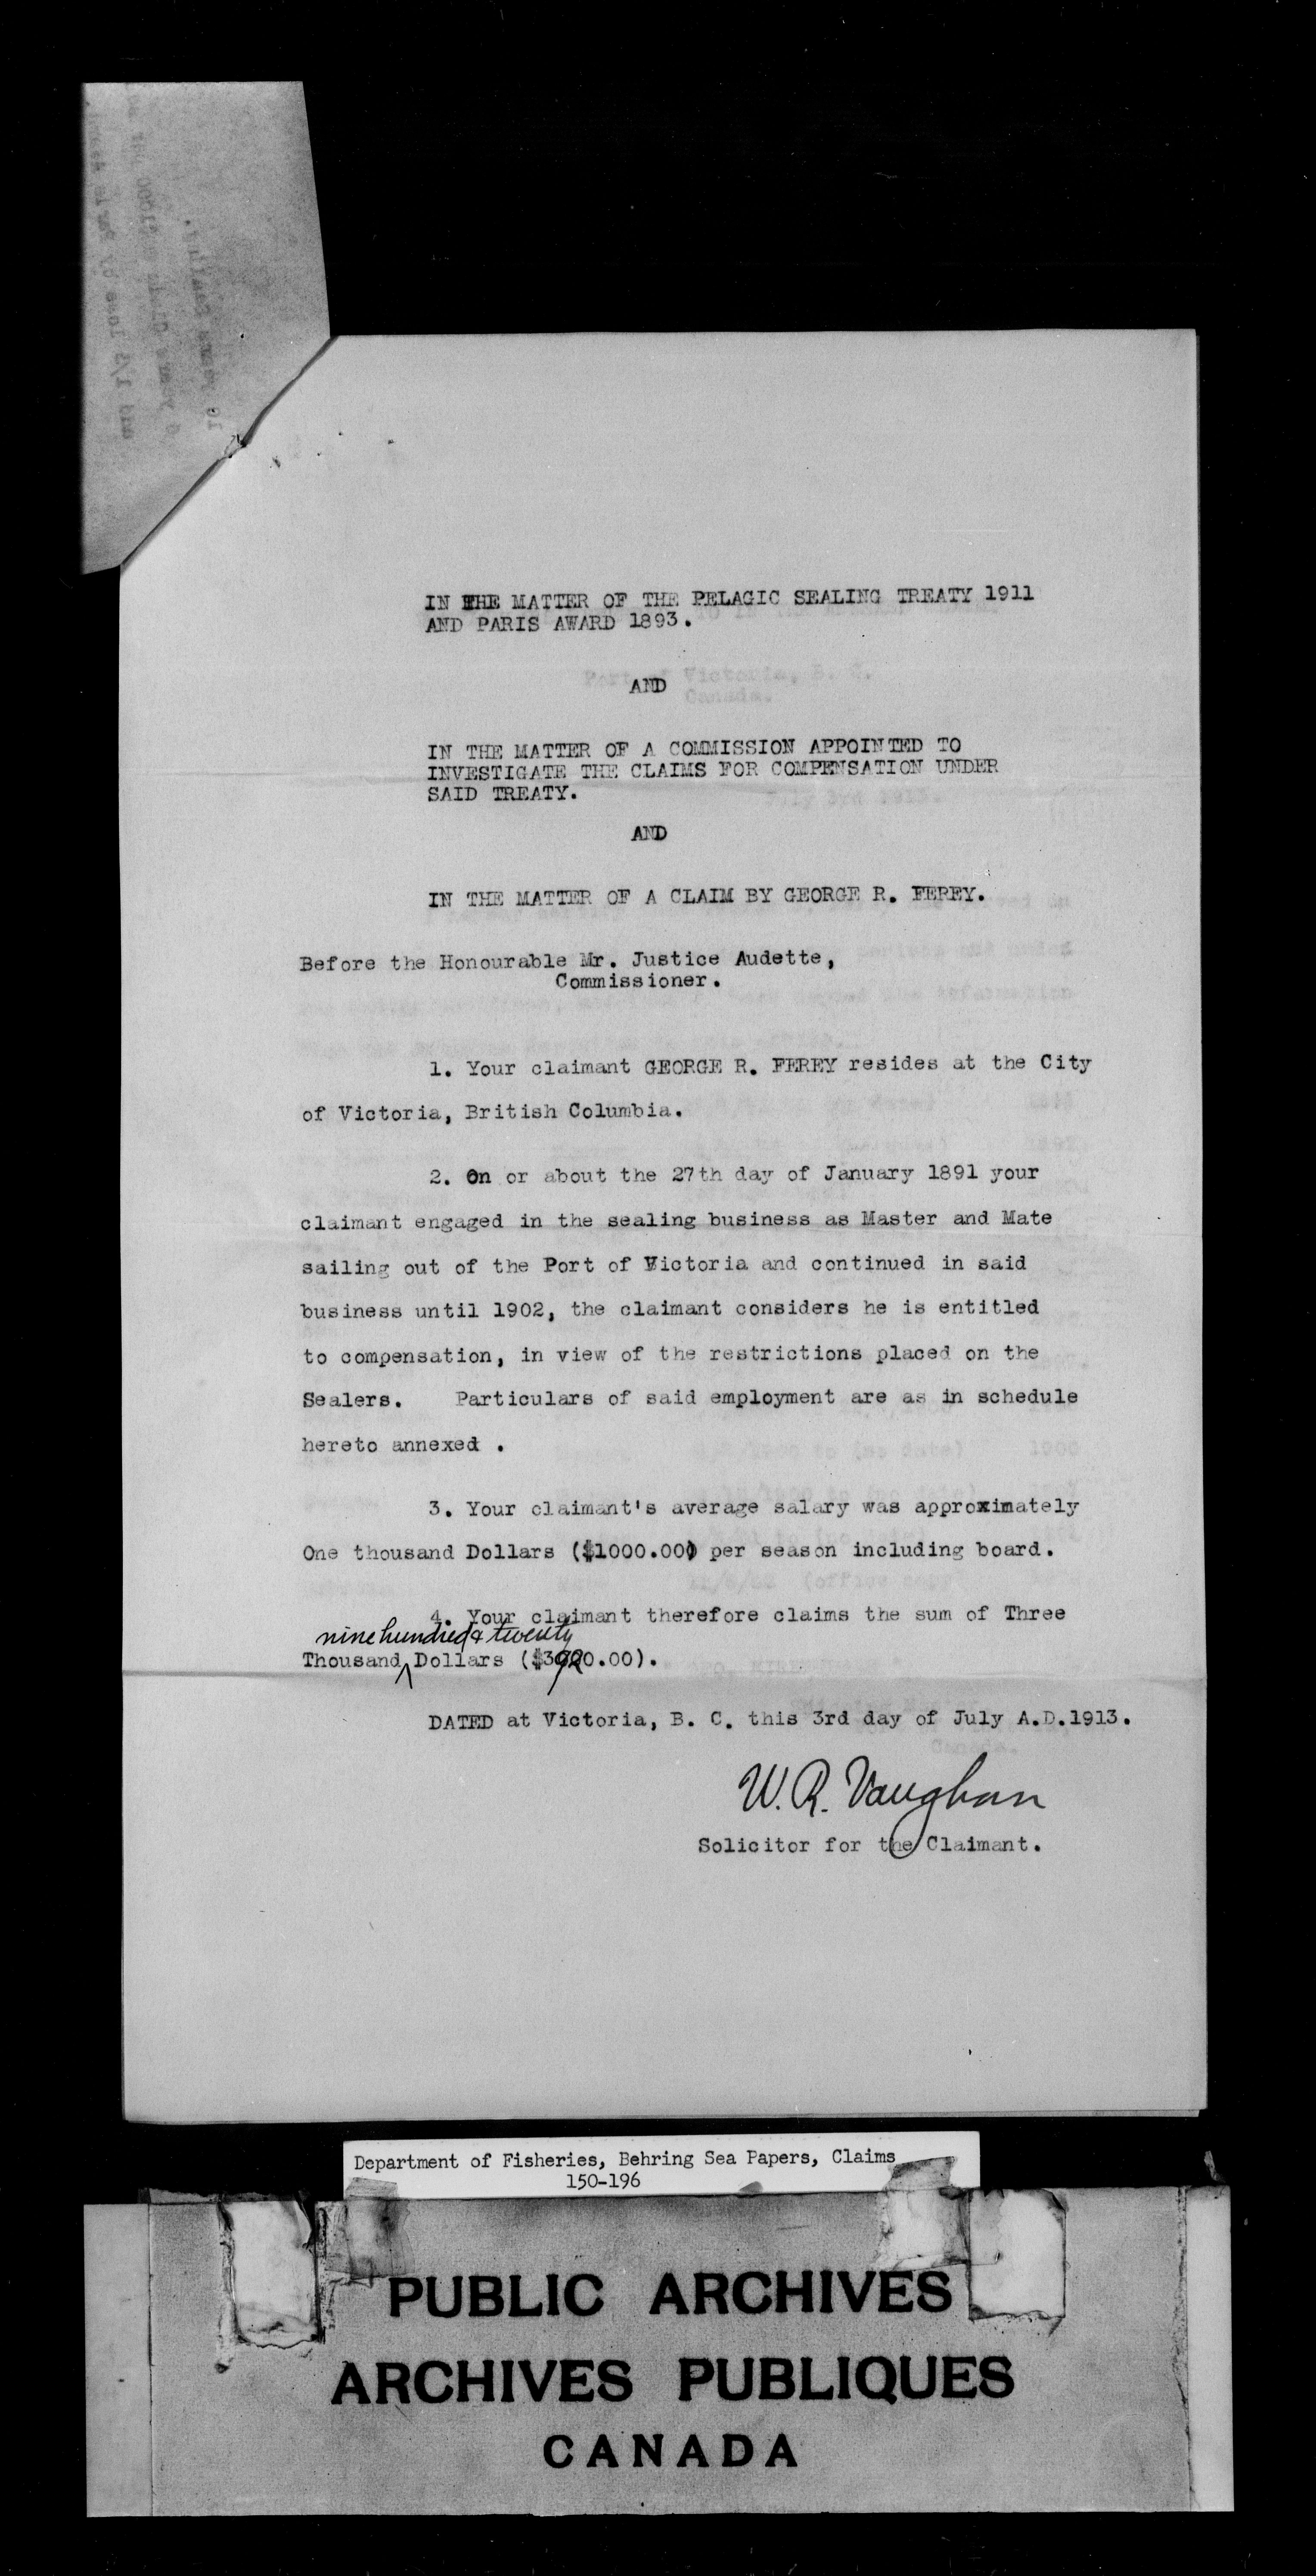 IN THE MATTER OF THE PELAGIC SEALING TREATY 1911
AND PARIS AWARD 1893.
AND
IN THE MATTER OF A COMMISSION APPOINTED TO
INVESTIGATE THE CLAIMS FOR COMPENSATION UNDER
SAID TREATY.
AND
IN THE MATTER OF A CLAIM BY GEORGE R. FEREY.
Before the Honourable Mr. Justice Audette,
Commissioner.
1. Your claimant GEORGE R. FEREY resides at the City
of Victoria, British Columbia.
2. On or about the 27th day of January 1891 your
claimant engaged in the sealing business as Master and Mate
sailing out of the Port of Victoria and continued in said
business until 1902, the claimant considers he is entitled
to compensation, in view of the restrictions placed on the
Sealers. Particulars of said employment are as in schedule
hereto annexed .
3. Your claimant's average salary was approximately
One thousand Dollars ($1000.00) per season including board.
4. Your claimant therefore claims the sum of Three
nine hundred & twenty
Thousand Dollars ($3920.00).
DATED at Victoria, B. C. this 3rd day of July A.D.1913.
W. R. Vaughan
Solicitor for the Claimant.
Department of Fisheries, Behring Sea Papers, Claims
150-196
PUBLIC ARCHIVES
ARCHIVES PUBLIQUES
CANADA